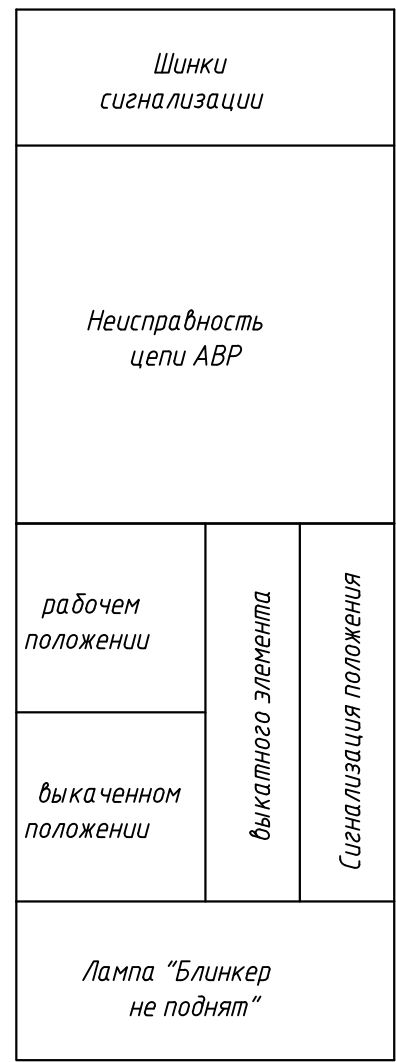 Шинки
сигнализации
Неисправность
цепи АВР
рабочем
положении
выкаченном
положении
выкатного элемента
Сигнализация положения
Лампа "Блинкер
не поднят"